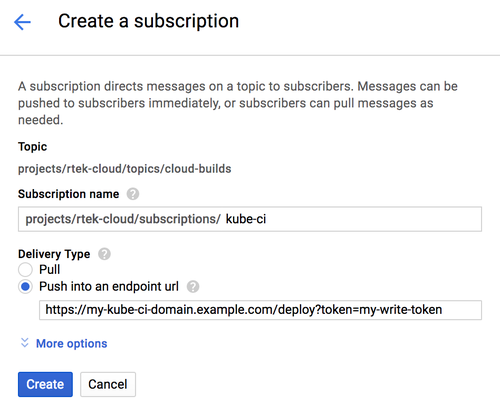 Create a subscription
A subscription directs messages on a topic to subscribers. Messages can be
pushed to subscribers immediately, or subscribers can pull messages as
needed.
Topic
projects/rtek-cloud/topics/cloud-builds
Subscription name ?
projects/rtek-cloud/subscriptions/ kube-ci
Delivery Type ?
Pull
Push into an endpoint url ?
https://my-kube-ci-domain.example.com/deploy?token=my-write-token
More options
Create Cancel